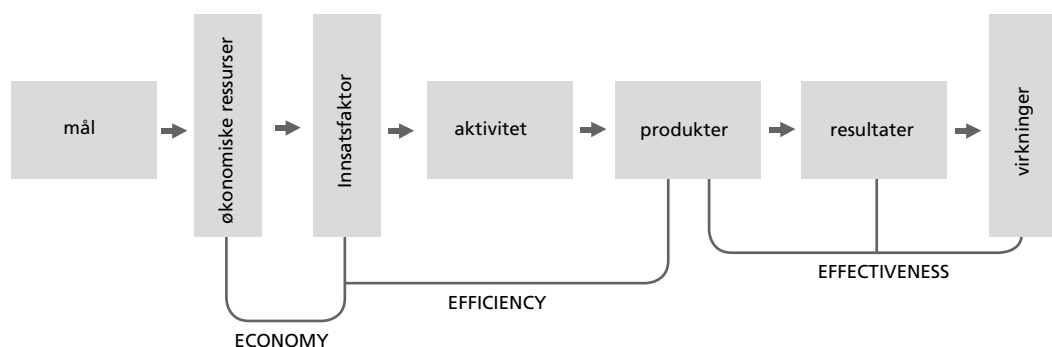 mål
økonomiske ressurser
Innsatsfaktor
aktivitet
produkter
resultater
virkninger
EFFECTIVENESS
EFFICIENCY
ECONOMY